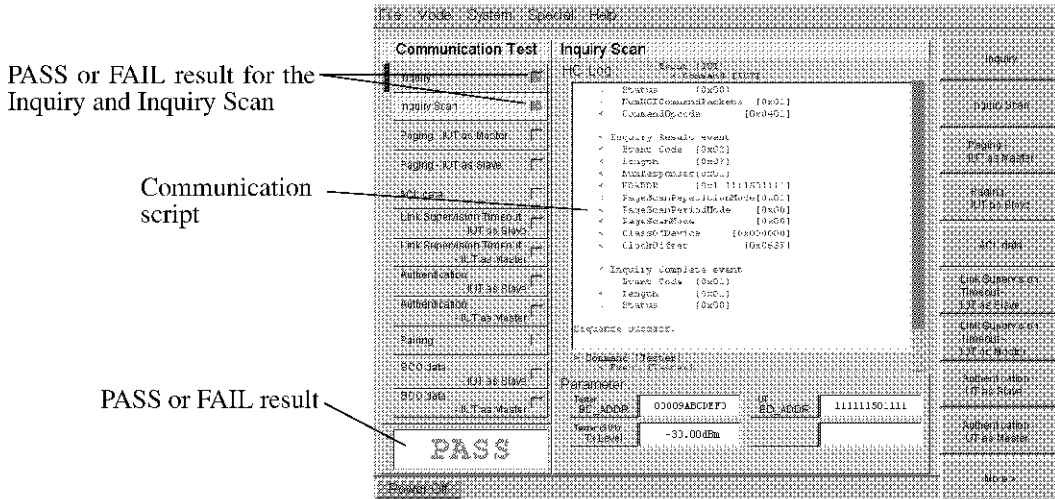 File Mode System Special Help
PASS or FAIL result for the
Inquiry and Inquiry Scan
Communication
script
PASS or FAIL result
Communication Test
Inquiry
Inquiry Scan
Paging - IUT as Master
Paging - IUT as Slave
ACL data
Link Supervision Timeout
- IUT as Slave
Link Supervision Timeout
- IUT as Master
Authentication
- IUT as Slave
Authentication
- IUT as Master
Pairing
SCO data
- IUT as Slave
SCO data
- IUT as Master
PASS
Power Off
Inquiry Scan
HCI Log
> Command [IUT]
Status [0x00]
NumHCICommandPackets [0x01]
< CommandOpcode [0x0401]
Inquiry Result event
< Event Code [0x02]
< Length
< NumResponses[0x01]
< BDADDR
< PageScanRepetitionMode[0x01]
< PageScanPeriodMode [0x00]
< PageScanMode [0x00]
< ClassOfDevice [0x000000]
< ClockOffset
< Inquiry Complete event
Event Code [0x01]
< Length [0x01]
Status [0x00]
Sequence Success.
> Command [Tester]
Parameter
Tester
BD_ADDR
00009ABCDEF0
IUT
BD_ADDR
111111501111
Tx Level
-30.00dBm
Inquiry
Inquiry Scan
Paging -
IUT as Master
Paging -
IUT as Slave
ACL data
Link Supervision
Timeout -
IUT as Slave
Link Supervision
Timeout -
IUT as Master
Authentication -
IUT as Slave
Authentication -
IUT as Master
More >